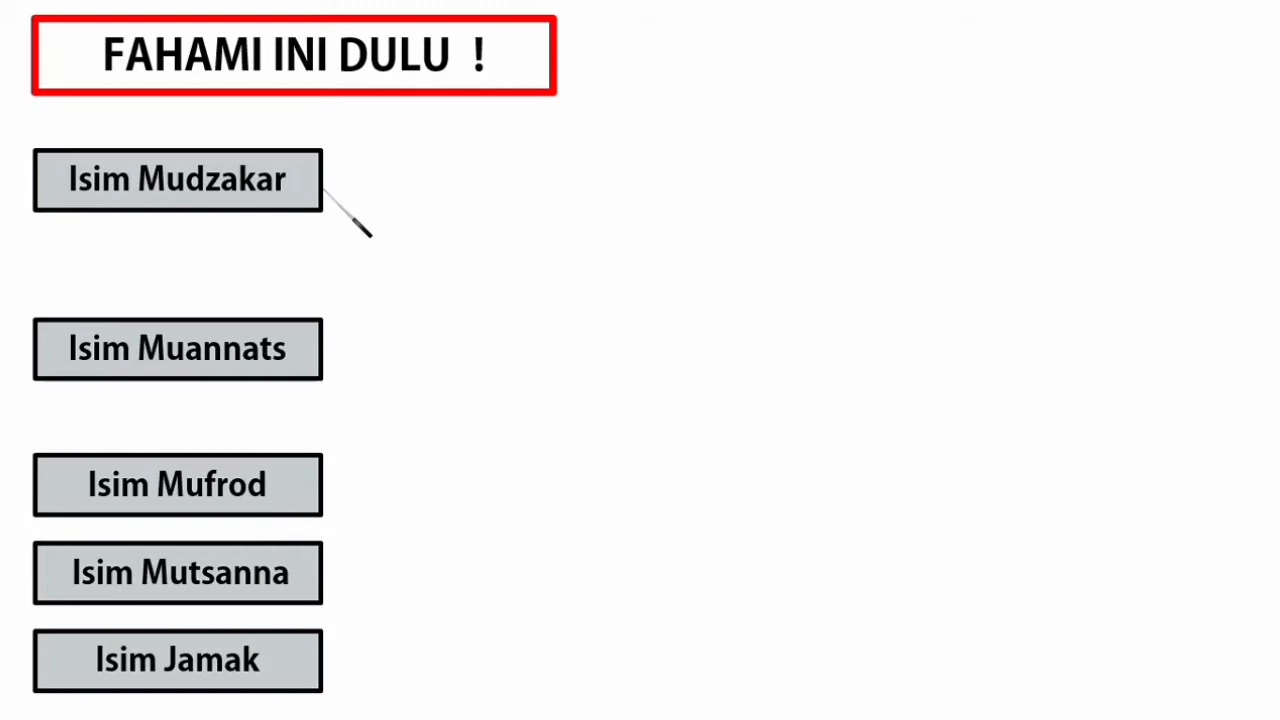 FAHAMI INI DULU !
Isim Mudzakar
Isim Muannats
Isim Mufrod
Isim Mutsanna
Isim Jamak